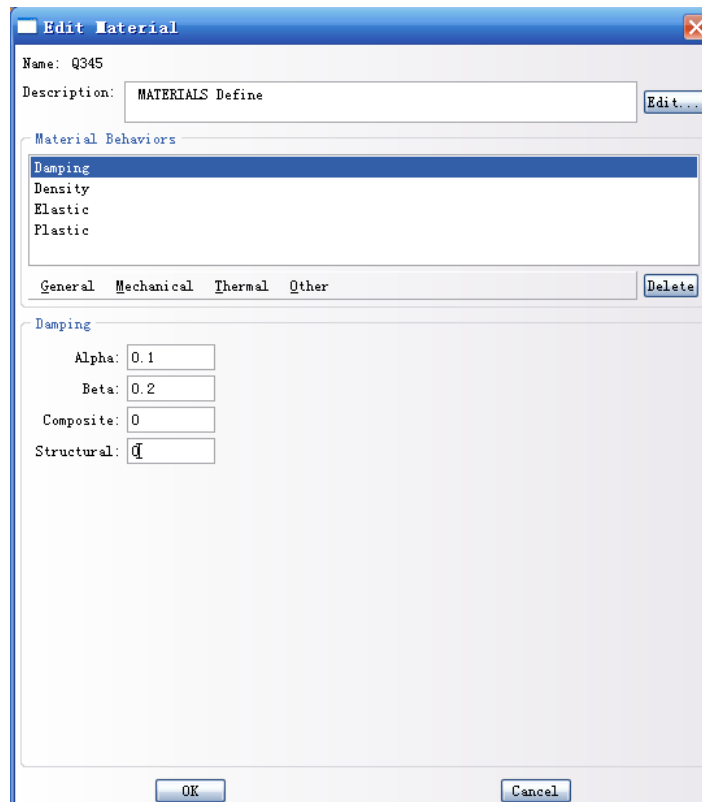 Edit Material
Name: Q345
Description: MATERIALS Define
Edit...
Material Behaviors
Damping
Density
Elastic
Plastic
General Mechanical Thermal Other
Delete
Damping
Alpha: 0.1
Beta: 0.2
Composite: 0
Structural: 0
OK Cancel